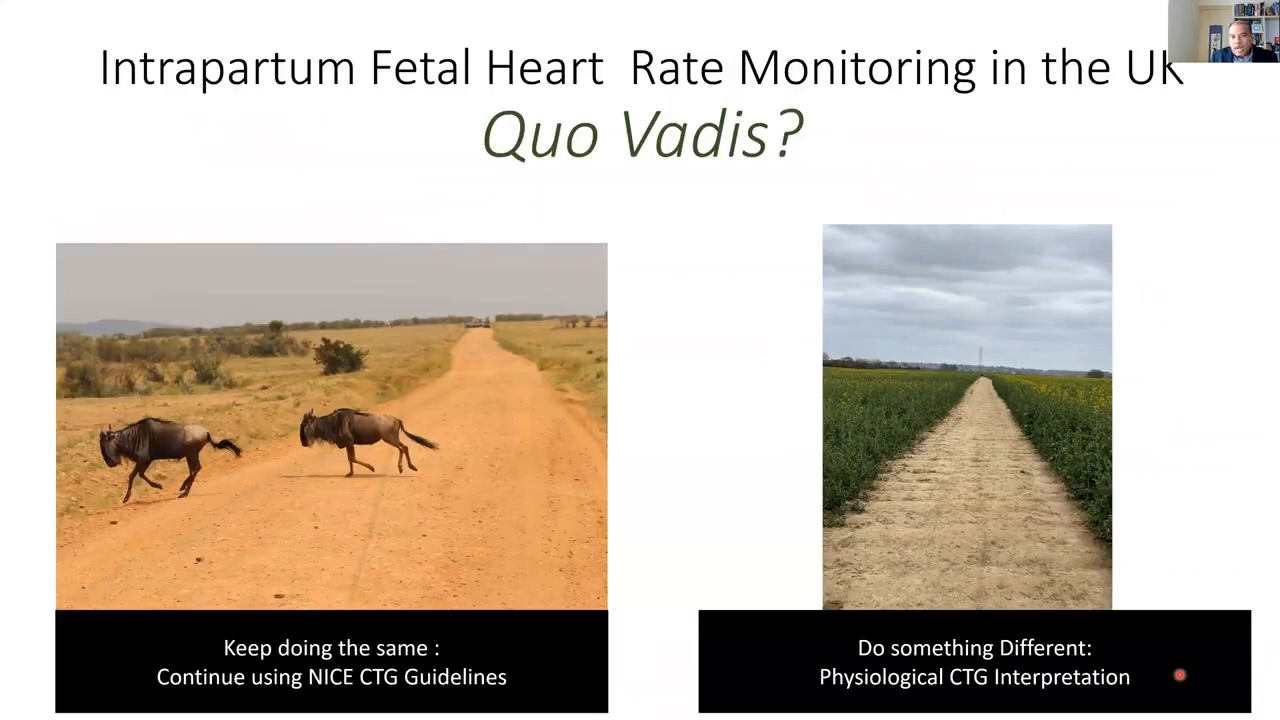 Intrapartum Fetal Heart Rate Monitoring in the UK
Quo Vadis?
Keep doing the same :
Continue using NICE CTG Guidelines
Do something Different:
Physiological CTG Interpretation